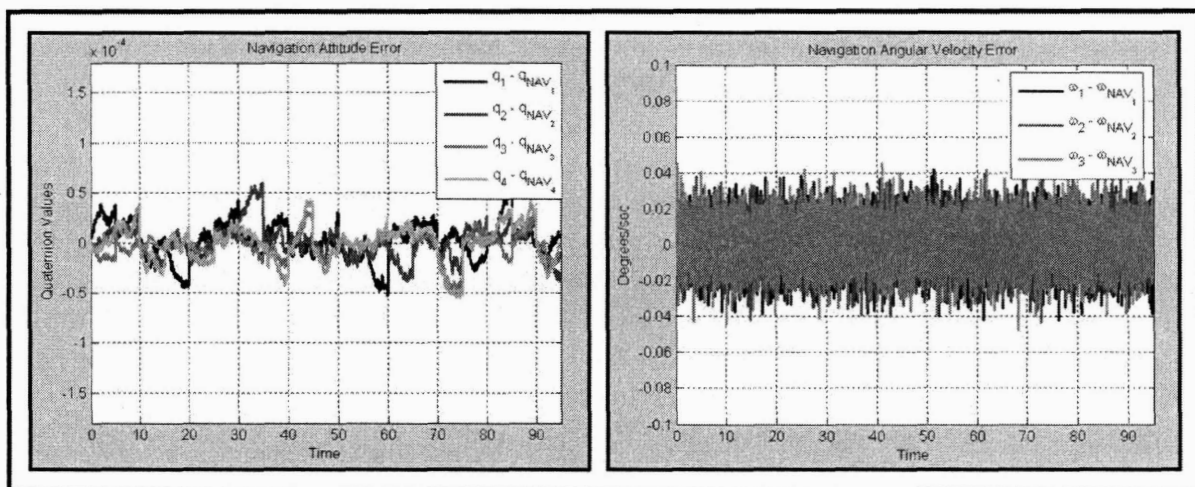 Navigation Attitude Error
x 10-4
1.5
1
0.5
0
-0.5
-1
-1.5
Quaternion Values
0 10 20 30 40 50 60 70 80 90
Time
q1 - qNAV1
q2 - qNAV2
q3 - qNAV3
q4 - qNAV4
Navigation Angular Velocity Error
0.1
0.08
0.06
0.04
0.02
0
-0.02
-0.04
-0.06
-0.08
-0.1
Degrees/sec
0 10 20 30 40 50 60 70 80 90
Time
ω1 - ωNAV1
ω2 - ωNAV2
ω3 - ωNAV3